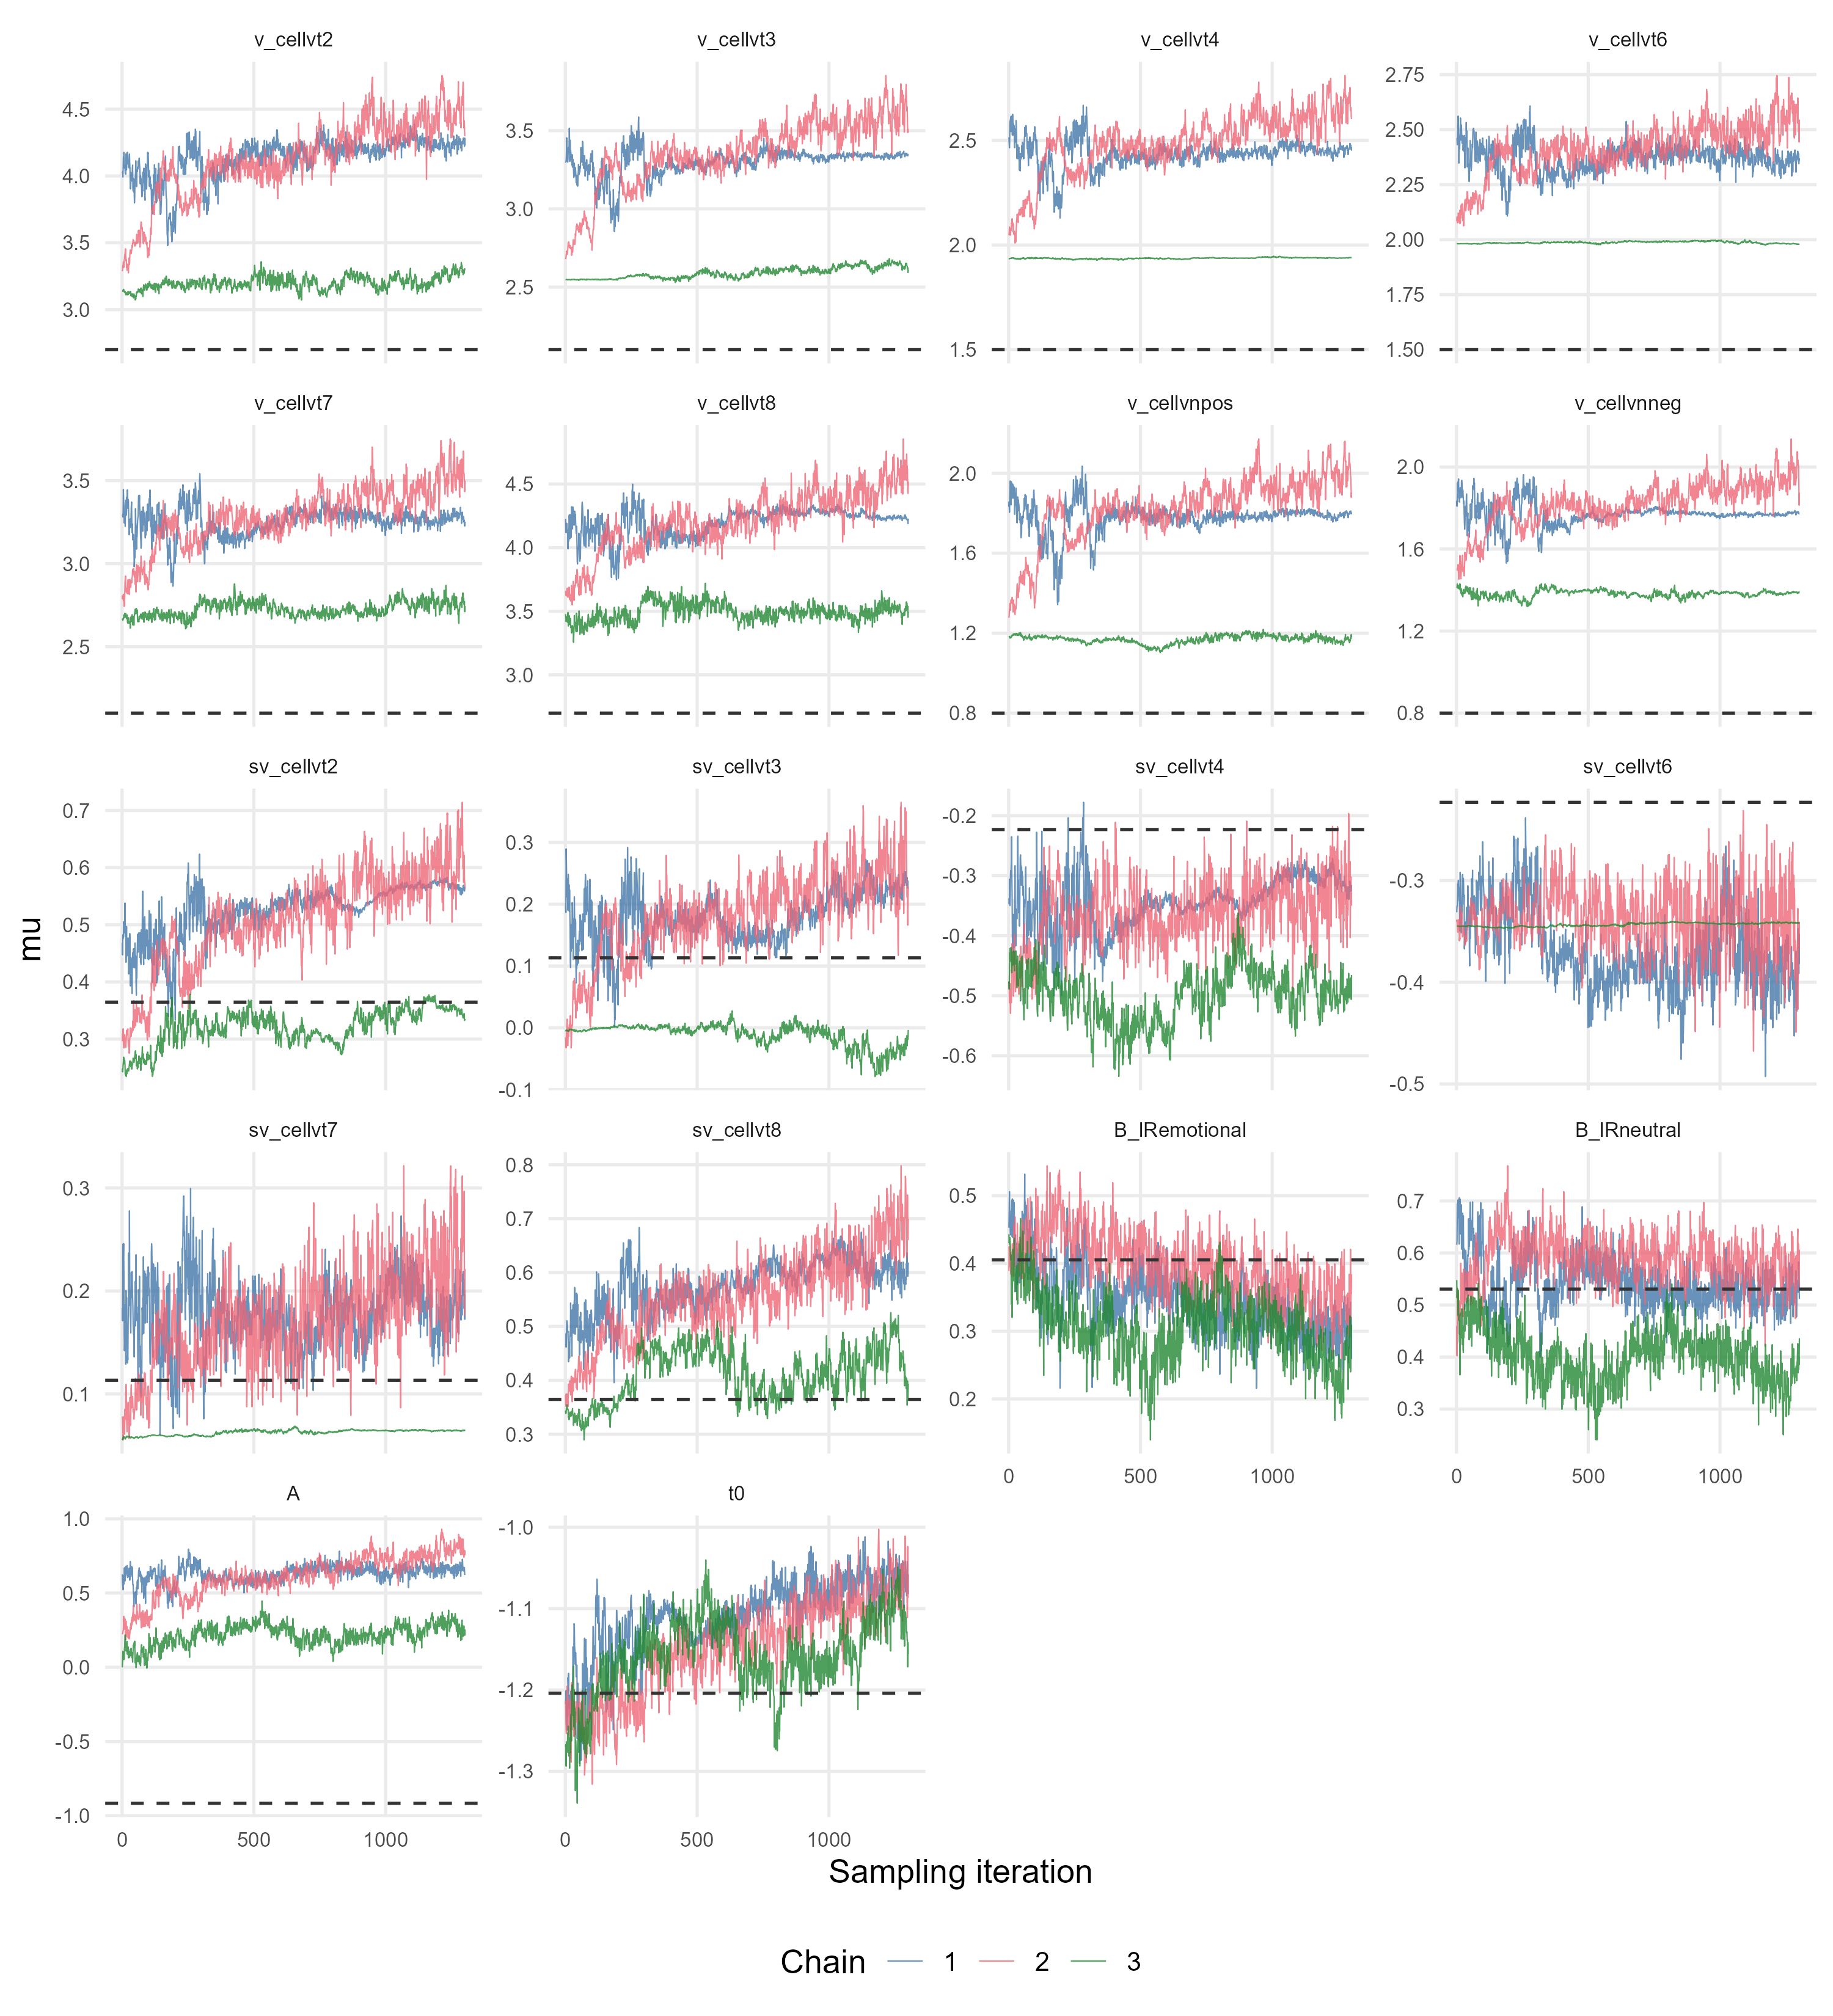 v_cellvt2 v_cellvt3 v_cellvt4 v_cellvt6
4.5 4.0 3.5 3.0
3.5 3.0 2.5
2.5 2.0 1.5
2.75 2.50 2.25 2.00 1.75 1.50
v_cellvt7 v_cellvt8 v_cellvnpos v_cellvnneg
3.5 3.0 2.5
4.5 4.0 3.5 3.0
2.0 1.6 1.2 0.8
2.0 1.6 1.2 0.8
sv_cellvt2 sv_cellvt3 sv_cellvt4 sv_cellvt6
0.7 0.6 0.5 0.4 0.3
0.3 0.2 0.1 0.0 -0.1
-0.2 -0.3 -0.4 -0.5 -0.6
-0.3 -0.4 -0.5
mu
sv_cellvt7 sv_cellvt8 B_lRemotional B_lRneutral
0.3 0.2 0.1
0.8 0.7 0.6 0.5 0.4 0.3
0.5 0.4 0.3 0.2
0.7 0.6 0.5 0.4 0.3
0 500 1000 0 500 1000
A t0
1.0 0.5 0.0 -0.5 -1.0
-1.0 -1.1 -1.2 -1.3
0 500 1000 0 500 1000
Sampling iteration
Chain 1 2 3